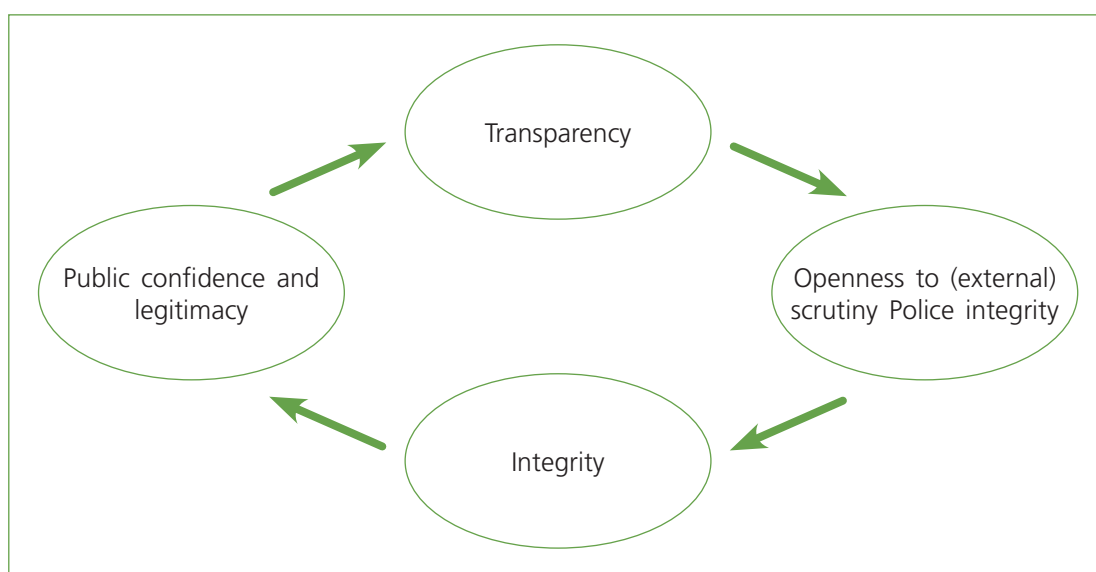 Transparency
Public confidence and
legitimacy
Openness to (external)
scrutiny Police integrity
Integrity